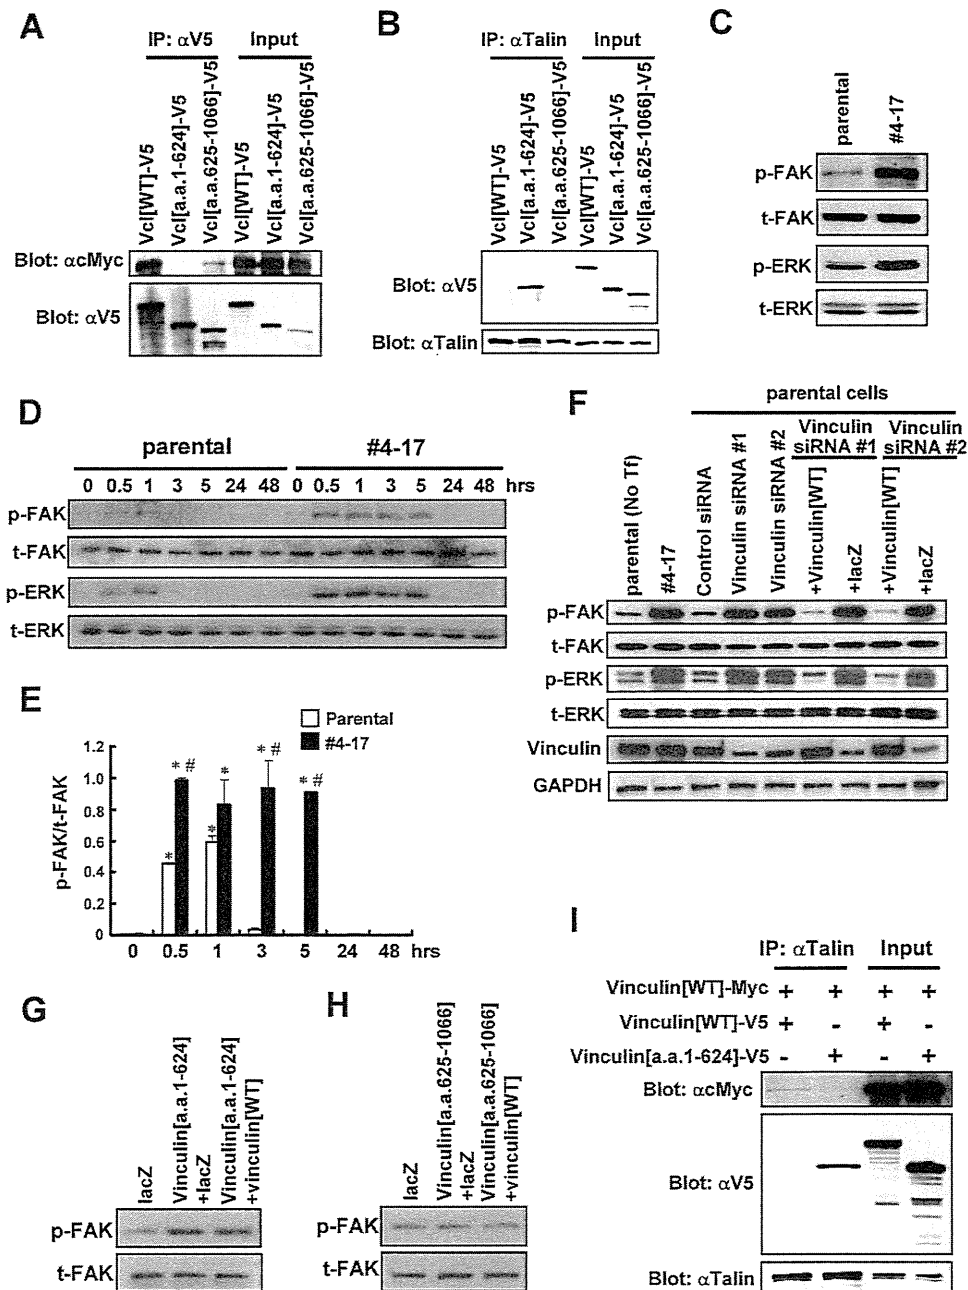 A
IP: αV5 Input
Vcl[WT]-V5
Vcl[a.a.1-624]-V5
Vcl[a.a.625-1066]-V5
Vcl[WT]-V5
Vcl[a.a.1-624]-V5
Vcl[a.a.625-1066]-V5
Blot: αcMyc
Blot: αV5
B
IP: αTalin Input
Vcl[WT]-V5
Vcl[a.a.1-624]-V5
Vcl[a.a.625-1066]-V5
Vcl[WT]-V5
Vcl[a.a.1-624]-V5
Vcl[a.a.625-1066]-V5
Blot: αV5
Blot: αTalin
C
parental
#4-17
p-FAK
t-FAK
p-ERK
t-ERK
D
parental #4-17
0 0.5 1 3 5 24 48 0 0.5 1 3 5 24 48 hrs
p-FAK
t-FAK
p-ERK
t-ERK
E
Parental
#4-17
p-FAK/t-FAK
1.2
1.0
0.8
0.6
0.4
0.2
0
* *# * * *# *#
0 0.5 1 3 5 24 48 hrs
F
parental cells
Vinculin siRNA #1
Vinculin siRNA #2
parental (No Tf)
#4-17
Control siRNA
Vinculin siRNA #1
Vinculin siRNA #2
+Vinculin[WT]
+lacZ
+Vinculin[WT]
+lacZ
p-FAK
t-FAK
p-ERK
t-ERK
Vinculin
GAPDH
G
lacZ
Vinculin[a.a.1-624]
+lacZ
Vinculin[a.a.1-624]
+vinculin[WT]
p-FAK
t-FAK
H
lacZ
Vinculin[a.a.625-1066]
+lacZ
Vinculin[a.a.625-1066]
+vinculin[WT]
p-FAK
t-FAK
I
IP: αTalin Input
Vinculin[WT]-Myc + + + +
Vinculin[WT]-V5 + - + -
Vinculin[a.a.1-624]-V5 - + - +
Blot: αcMyc
Blot: αV5
Blot: αTalin